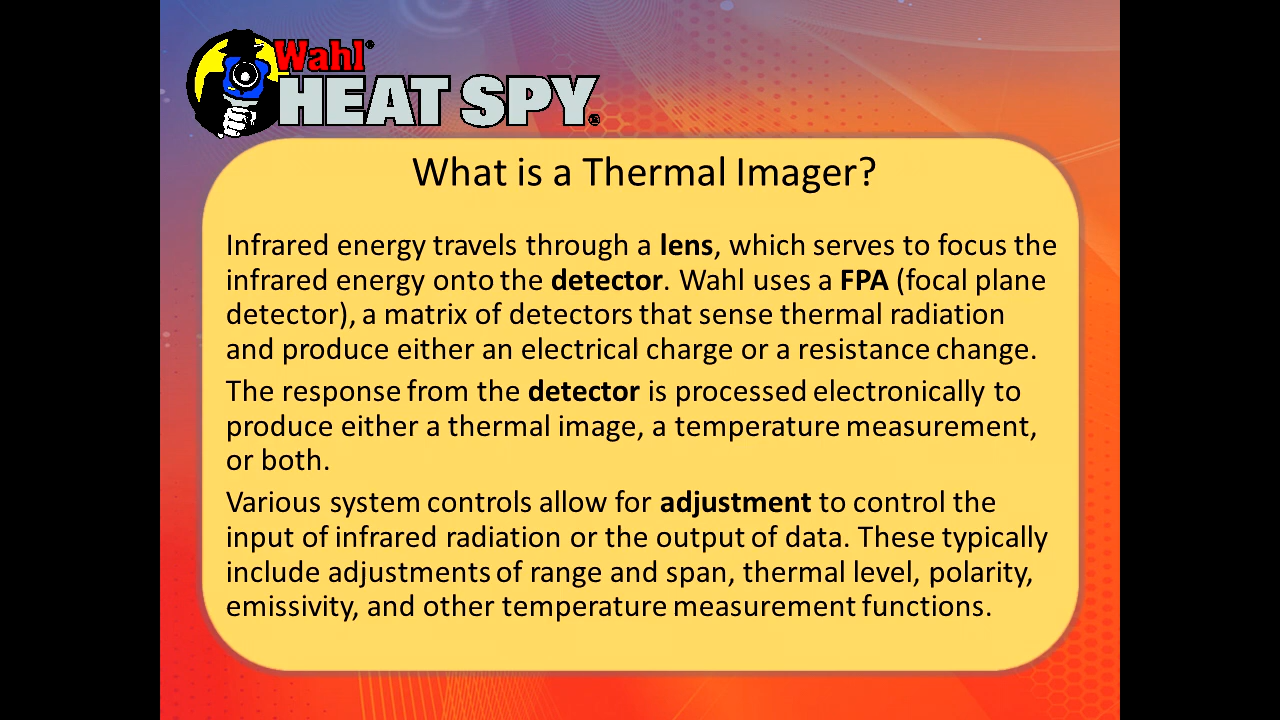 Wahl®
HEAT SPY®
What is a Thermal Imager?
Infrared energy travels through a lens, which serves to focus the
infrared energy onto the detector. Wahl uses a FPA (focal plane
detector), a matrix of detectors that sense thermal radiation
and produce either an electrical charge or a resistance change.
The response from the detector is processed electronically to
produce either a thermal image, a temperature measurement,
or both.
Various system controls allow for adjustment to control the
input of infrared radiation or the output of data. These typically
include adjustments of range and span, thermal level, polarity,
emissivity, and other temperature measurement functions.